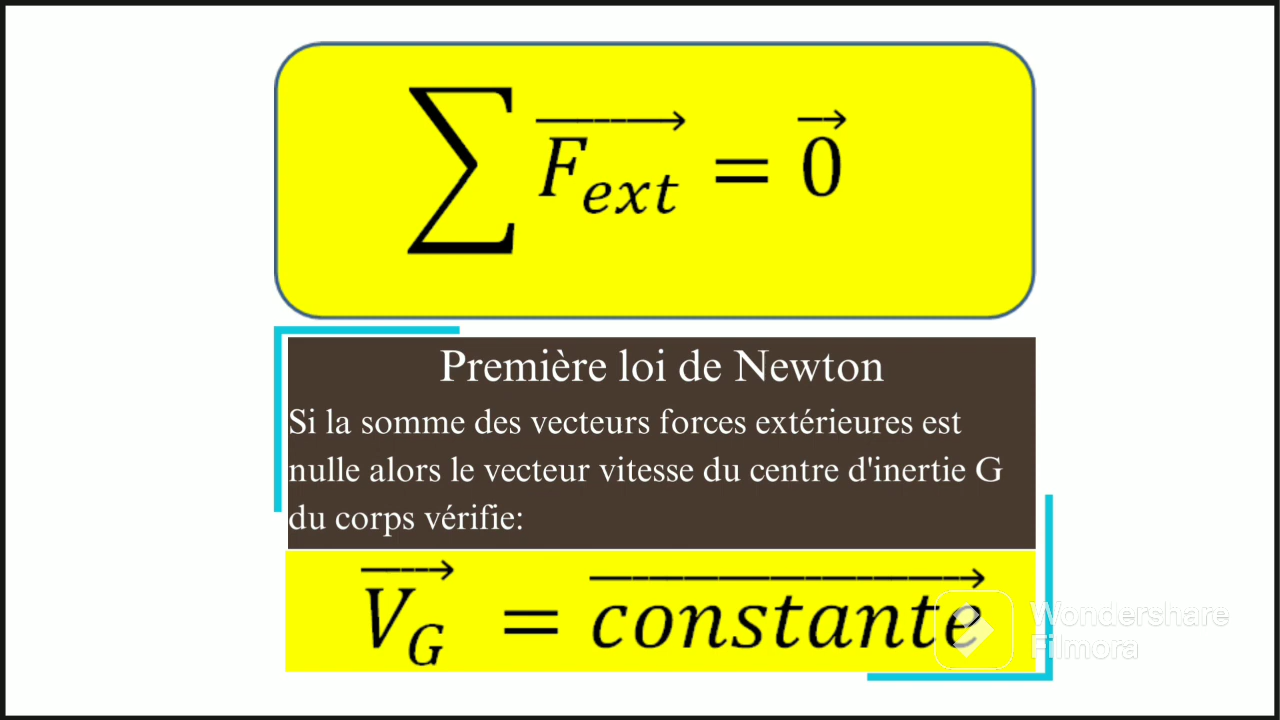 ∑ F⃗ext = 0⃗
Première loi de Newton
Si la somme des vecteurs forces extérieures est
nulle alors le vecteur vitesse du centre d'inertie G
du corps vérifie:
V⃗G = constante
Wondershare
Filmora